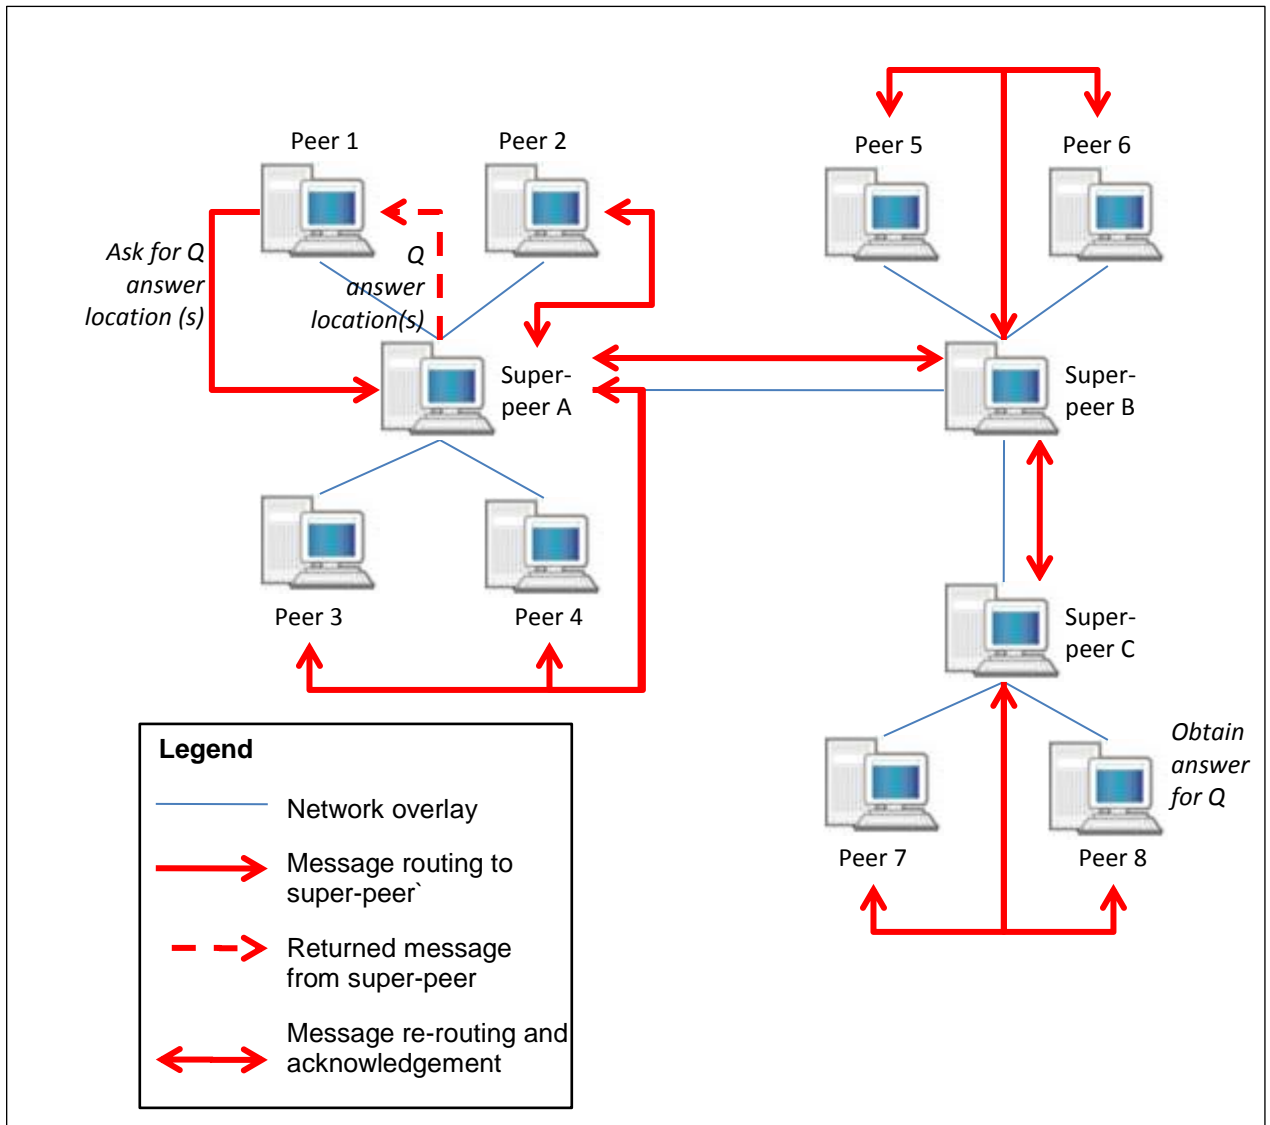 Peer 1
Peer 2
Peer 5
Peer 6
Ask for Q
answer
location (s)
Q
answer
location(s)
Super-
peer A
Super-
peer B
Peer 3
Peer 4
Super-
peer C
Obtain
answer
for Q
Peer 7
Peer 8
Legend
Network overlay
Message routing to
super-peer`
Returned message
from super-peer
Message re-routing and
acknowledgement